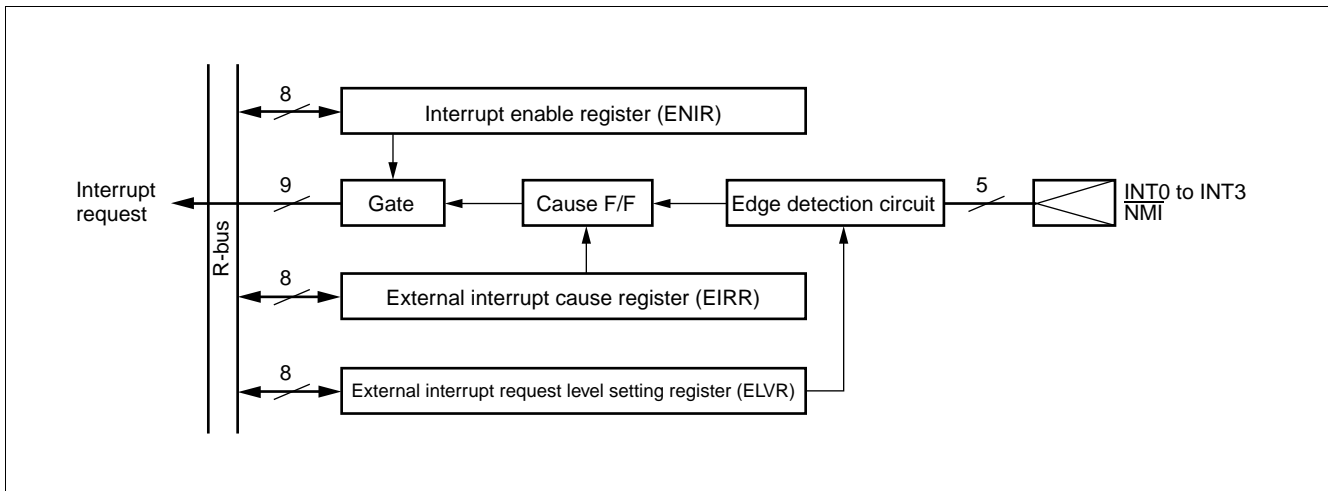 8
Interrupt enable register (ENIR)
Interrupt
request
9
Gate
Cause F/F
Edge detection circuit
5
INT0 to INT3
NMI
R-bus
8
External interrupt cause register (EIRR)
8
External interrupt request level setting register (ELVR)